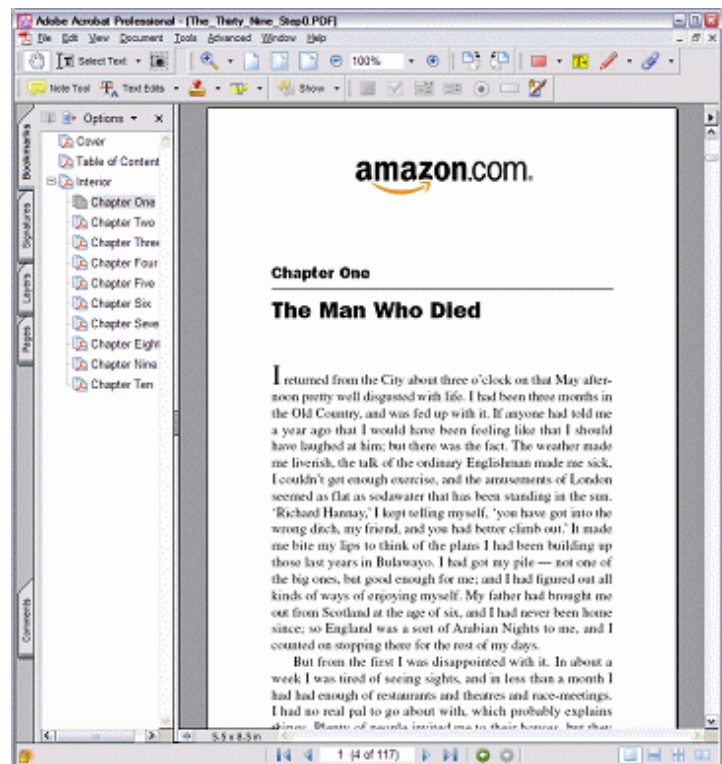 Adobe Acrobat Professional - [The_Thirty_Nine_Step0.PDF]
File Edit View Document Tools Advanced Window Help
Select Text 100%
Note Tool Text Edits Show
Options
Bookmarks
Signatures
Layers
Pages
Comments
Cover
Table of Content
Interior
Chapter One
Chapter Two
Chapter Three
Chapter Four
Chapter Five
Chapter Six
Chapter Seve
Chapter Eight
Chapter Nine
Chapter Ten
amazon.com.
Chapter One
The Man Who Died
I returned from the City about three o'clock on that May after-
noon pretty well disgusted with life. I had been three months in
the Old Country, and was fed up with it. If anyone had told me
a year ago that I would have been feeling like that I should
have laughed at him; but there was the fact. The weather made
me liverish, the talk of the ordinary Englishman made me sick,
I couldn't get enough exercise, and the amusements of London
seemed as flat as sodawater that has been standing in the sun.
'Richard Hannay,' I kept telling myself, 'you have got into the
wrong ditch, my friend, and you had better climb out.' It made
me bite my lips to think of the plans I had been building up
those last years in Bulawayo. I had got my pile — not one of
the big ones, but good enough for me; and I had figured out all
kinds of ways of enjoying myself. My father had brought me
out from Scotland at the age of six, and I had never been home
since; so England was a sort of Arabian Nights to me, and I
counted on stopping there for the rest of my days.
But from the first I was disappointed with it. In about a
week I was tired of seeing sights, and in less than a month I
had had enough of restaurants and theatres and race-meetings.
I had no real pal to go about with, which probably explains
things. Plenty of people invited me to their houses, but they
5.5 x 8.5 in
1 (4 of 117)